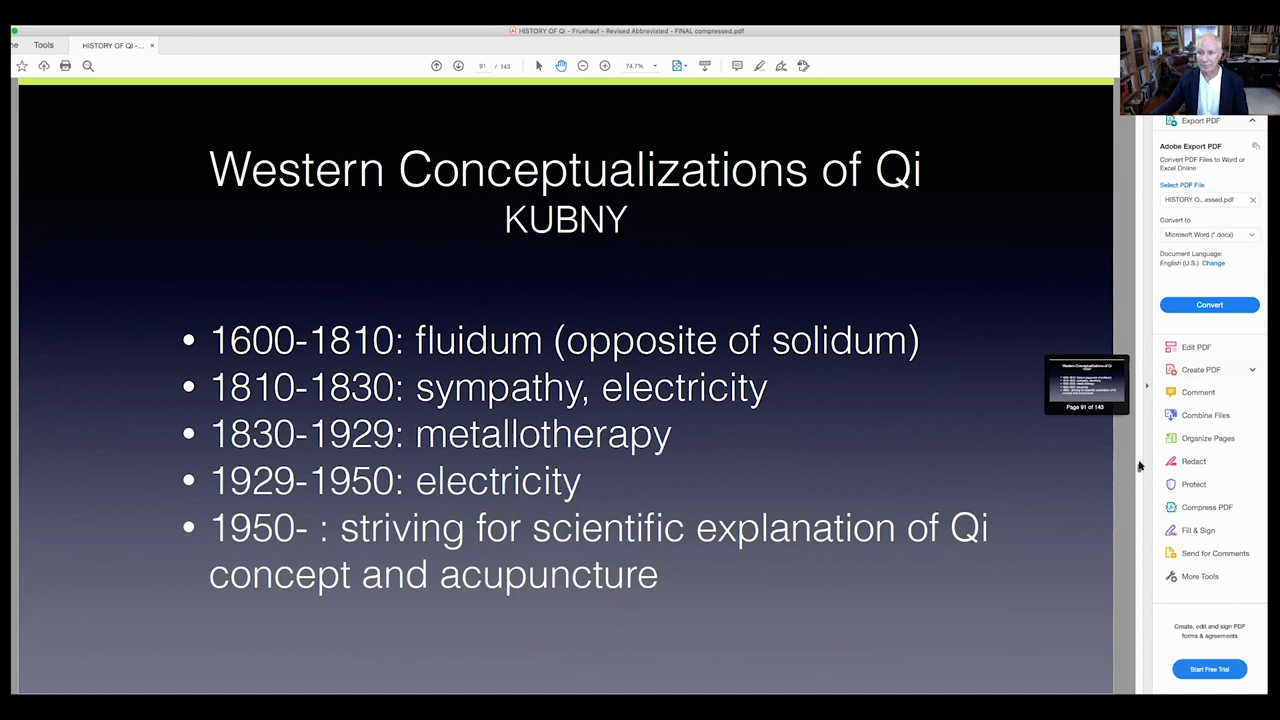 HISTORY OF QI - Fruehauf - Revised Abbreviated - FINAL compressed.pdf
ne Tools HISTORY OF QI -... ×
91 / 143 74.7%
Export PDF
Adobe Export PDF
Convert PDF Files to Word or
Excel Online
Select PDF File
HISTORY O...essed.pdf ×
Convert to
Microsoft Word (*.docx)
Document Language:
English (U.S.) Change
Convert
Edit PDF
Create PDF
Comment
Combine Files
Organize Pages
Redact
Protect
Compress PDF
Fill & Sign
Send for Comments
More Tools
Create, edit and sign PDF
forms & agreements
Start Free Trial
Western Conceptualizations of Qi
KUBNY
• 1600-1810: fluidum (opposite of solidum)
• 1810-1830: sympathy, electricity
• 1830-1929: metallotherapy
• 1929-1950: electricity
• 1950- : striving for scientific explanation of Qi
concept and acupuncture
Western Conceptualizations of Qi
Page 91 of 143